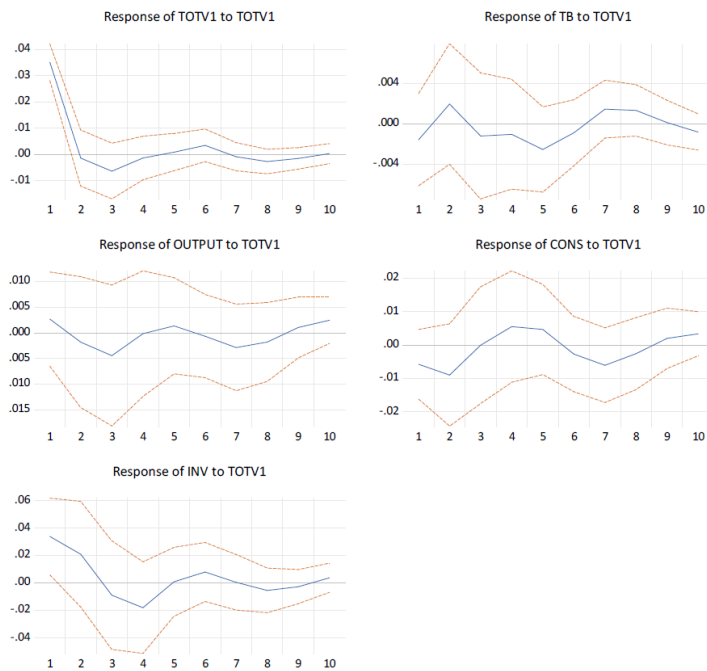 Response of TOTV1 to TOTV1
.04
.03
.02
.01
.00
-.01
1 2 3 4 5 6 7 8 9 10
Response of TB to TOTV1
.004
.000
-.004
1 2 3 4 5 6 7 8 9 10
Response of OUTPUT to TOTV1
.010
.005
.000
.005
.010
.015
1 2 3 4 5 6 7 8 9 10
Response of CONS to TOTV1
.02
.01
.00
-.01
-.02
1 2 3 4 5 6 7 8 9 10
Response of INV to TOTV1
.06
.04
.02
.00
-.02
-.04
1 2 3 4 5 6 7 8 9 10